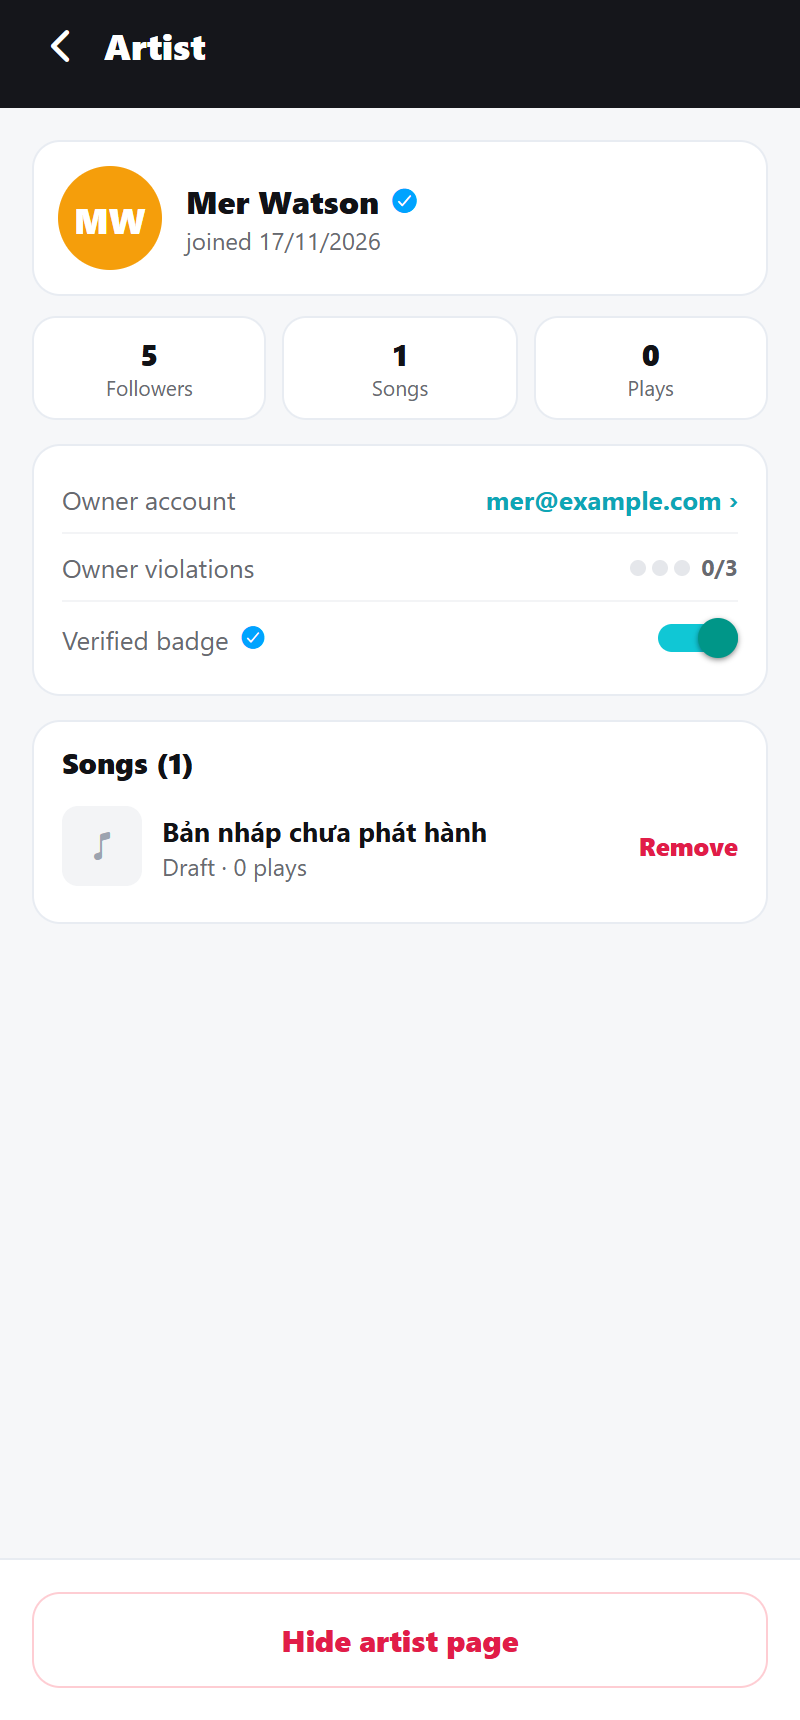 Artist
MW
Mer Watson
joined 17/11/2026
5
Followers
1
Songs
0
Plays
Owner account
mer@example.com ›
Owner violations
0/3
Verified badge
Songs (1)
Bản nháp chưa phát hành
Draft · 0 plays
Remove
Hide artist page